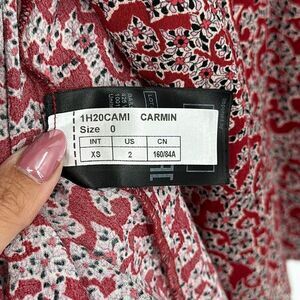 1H20CAMI CARMIN
Size 0
INT US CN
XS 2 160/84A